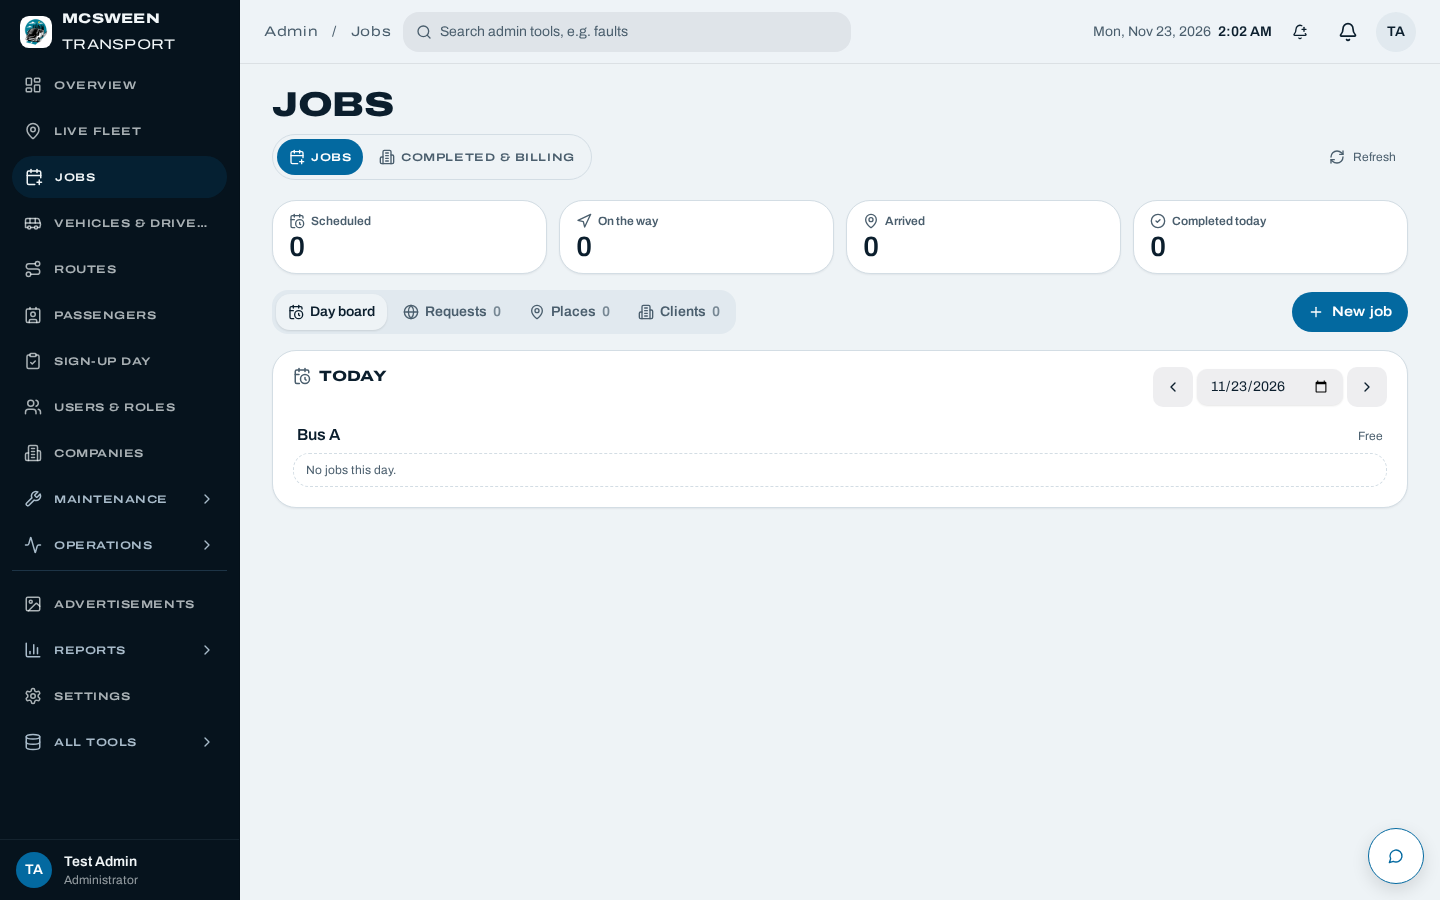 MCSWEEN
TRANSPORT
OVERVIEW
LIVE FLEET
JOBS
VEHICLES & DRIVE...
ROUTES
PASSENGERS
SIGN-UP DAY
USERS & ROLES
COMPANIES
MAINTENANCE
OPERATIONS
ADVERTISEMENTS
REPORTS
SETTINGS
ALL TOOLS
TA
Test Admin
Administrator
Admin / Jobs
Search admin tools, e.g. faults
Mon, Nov 23, 2026 2:02 AM
TA
JOBS
JOBS COMPLETED & BILLING
Refresh
Scheduled
0
On the way
0
Arrived
0
Completed today
0
Day board Requests 0 Places 0 Clients 0
New job
TODAY
11/23/2026
Bus A
Free
No jobs this day.